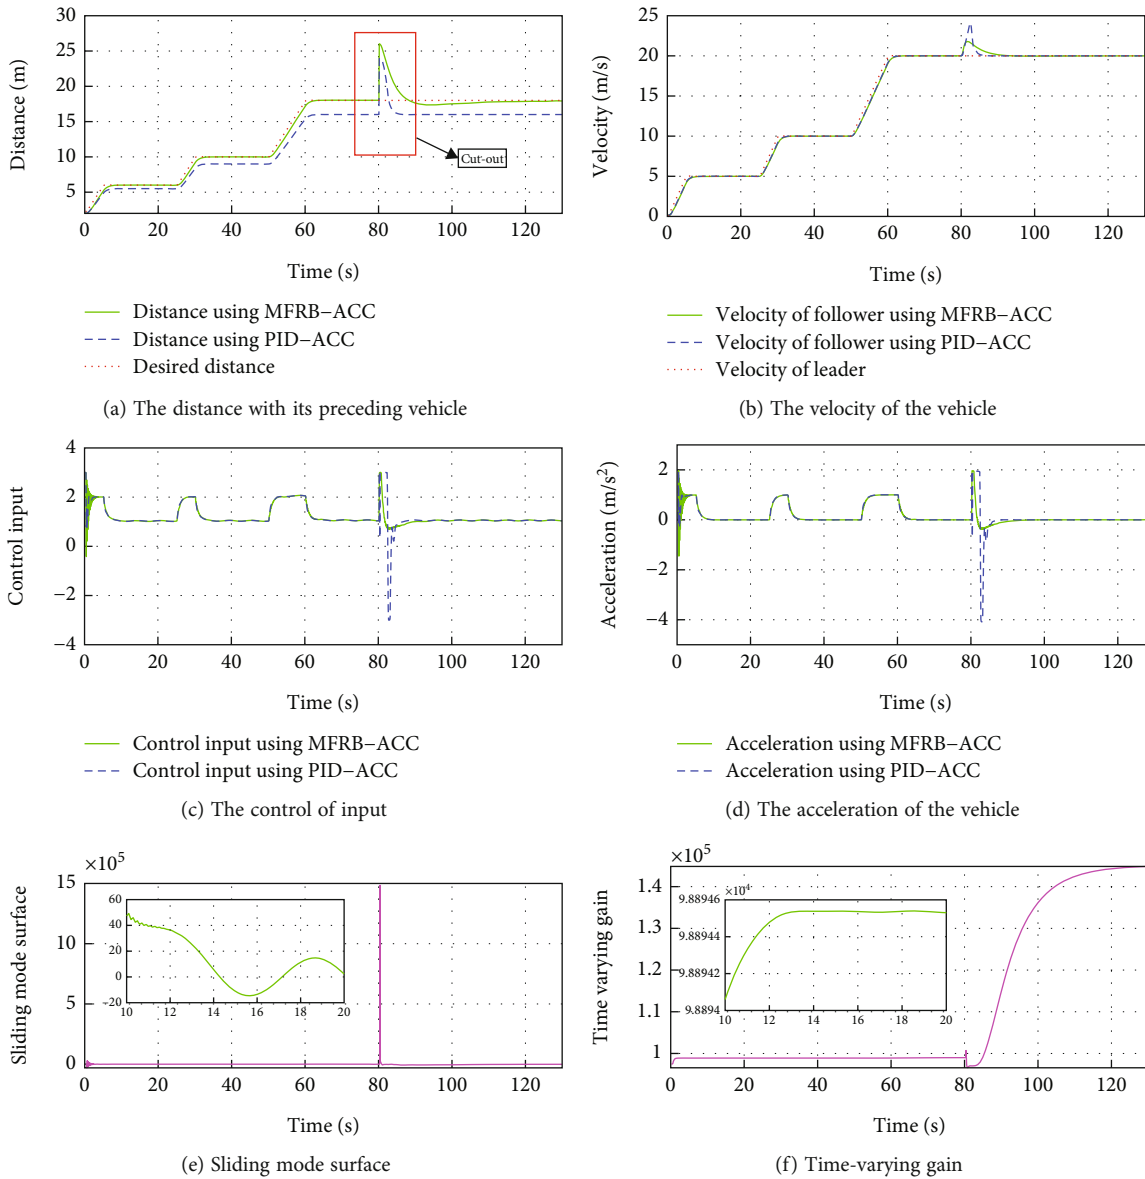 30
25
20
15
10
5
Distance (m)
Cut-out
0 20 40 60 80 100 120
Time (s)
Distance using MFRB-ACC
Distance using PID-ACC
Desired distance
(a) The distance with its preceding vehicle
25
20
15
10
5
0
Velocity (m/s)
0 20 40 60 80 100 120
Time (s)
Velocity of follower using MFRB-ACC
Velocity of follower using PID-ACC
Velocity of leader
(b) The velocity of the vehicle
4
2
0
−2
−4
Control input
0 20 40 60 80 100 120
Time (s)
Control input using MFRB-ACC
Control input using PID-ACC
(c) The control of input
2
0
−2
−4
Acceleration (m/s²)
0 20 40 60 80 100 120
Time (s)
Acceleration using MFRB-ACC
Acceleration using PID-ACC
(d) The acceleration of the vehicle
×10⁵
15
10
5
0
Sliding mode surface
60
40
20
0
−20
10 12 14 16 18 20
0 20 40 60 80 100 120
Time (s)
(e) Sliding mode surface
×10⁵
1.4
1.3
1.2
1.1
1
Time varying gain
×10⁴
9.88946
9.88944
9.88942
9.8894
10 12 14 16 18 20
0 20 40 60 80 100 120
Time (s)
(f) Time-varying gain